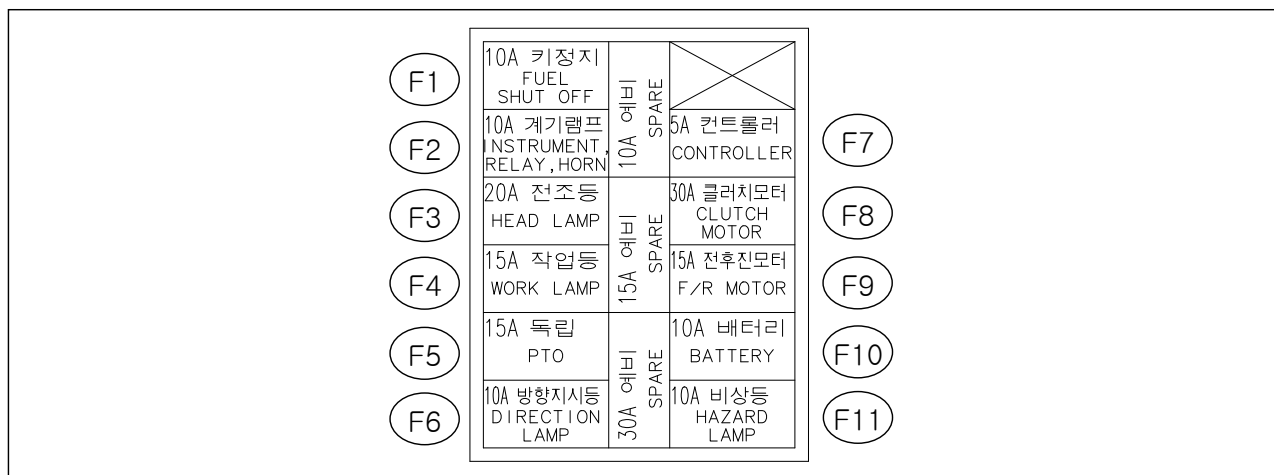 F1
10A 키정지
FUEL
SHUT OFF
F2
10A 계기램프
INSTRUMENT,
RELAY,HORN
F3
20A 전조등
HEAD LAMP
F4
15A 작업등
WORK LAMP
F5
15A 독립
PTO
F6
10A 방향지시등
DIRECTION
LAMP
10A 예비
SPARE
15A 예비
SPARE
30A 예비
SPARE
5A 컨트롤러
CONTROLLER
F7
30A 클러치모터
CLUTCH
MOTOR
F8
15A 전후진모터
F/R MOTOR
F9
10A 배터리
BATTERY
F10
10A 비상등
HAZARD
LAMP
F11